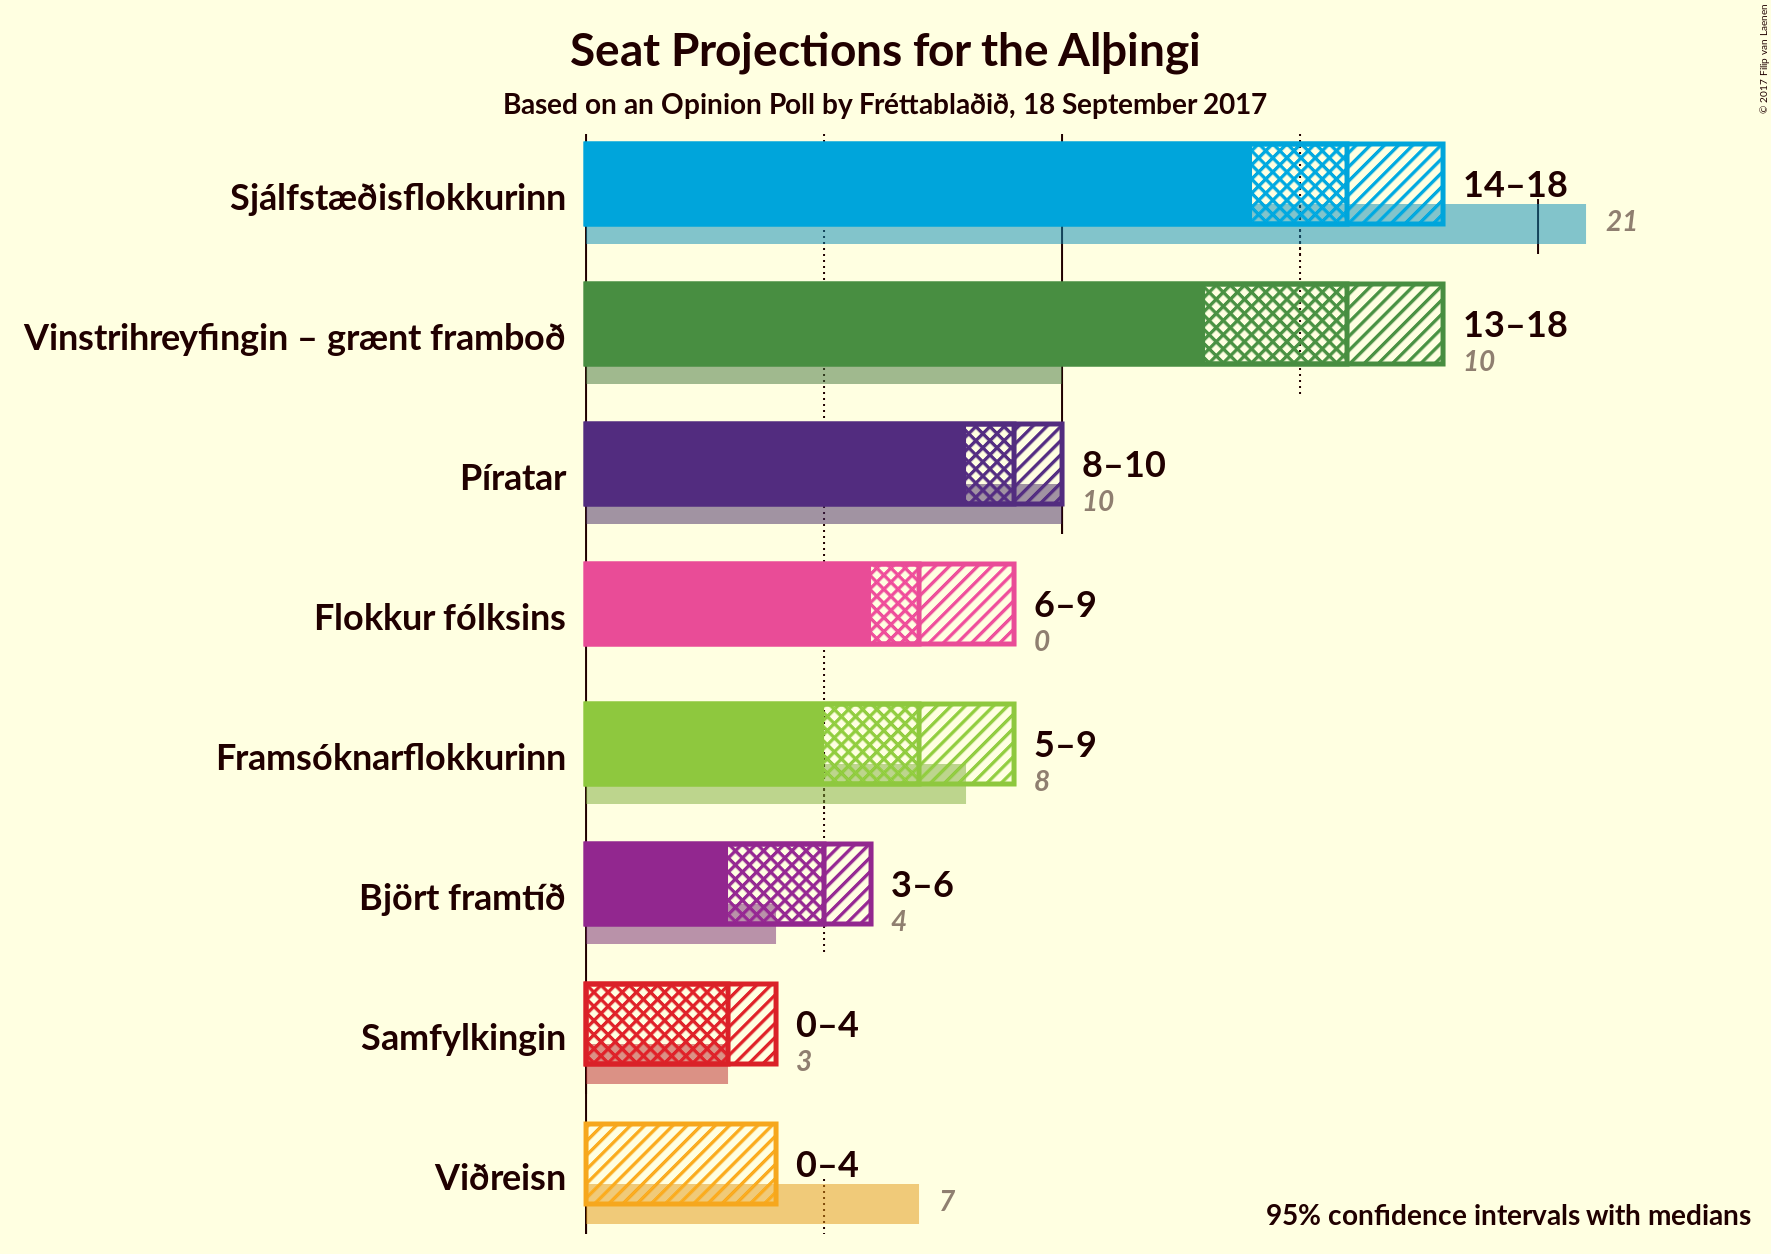 Seat Projections for the Alþingi
Based on an Opinion Poll by Fréttablaðið, 18 September 2017
© 2017 Filip van Laenen
Sjálfstæðisflokkurinn
14–18
21
Vinstrihreyfingin – grænt framboð
13–18
10
Píratar
8–10
10
Flokkur fólksins
6–9
0
Framsóknarflokkurinn
5–9
8
Björt framtíð
3–6
4
Samfylkingin
0–4
3
Viðreisn
0–4
7
95% confidence intervals with medians